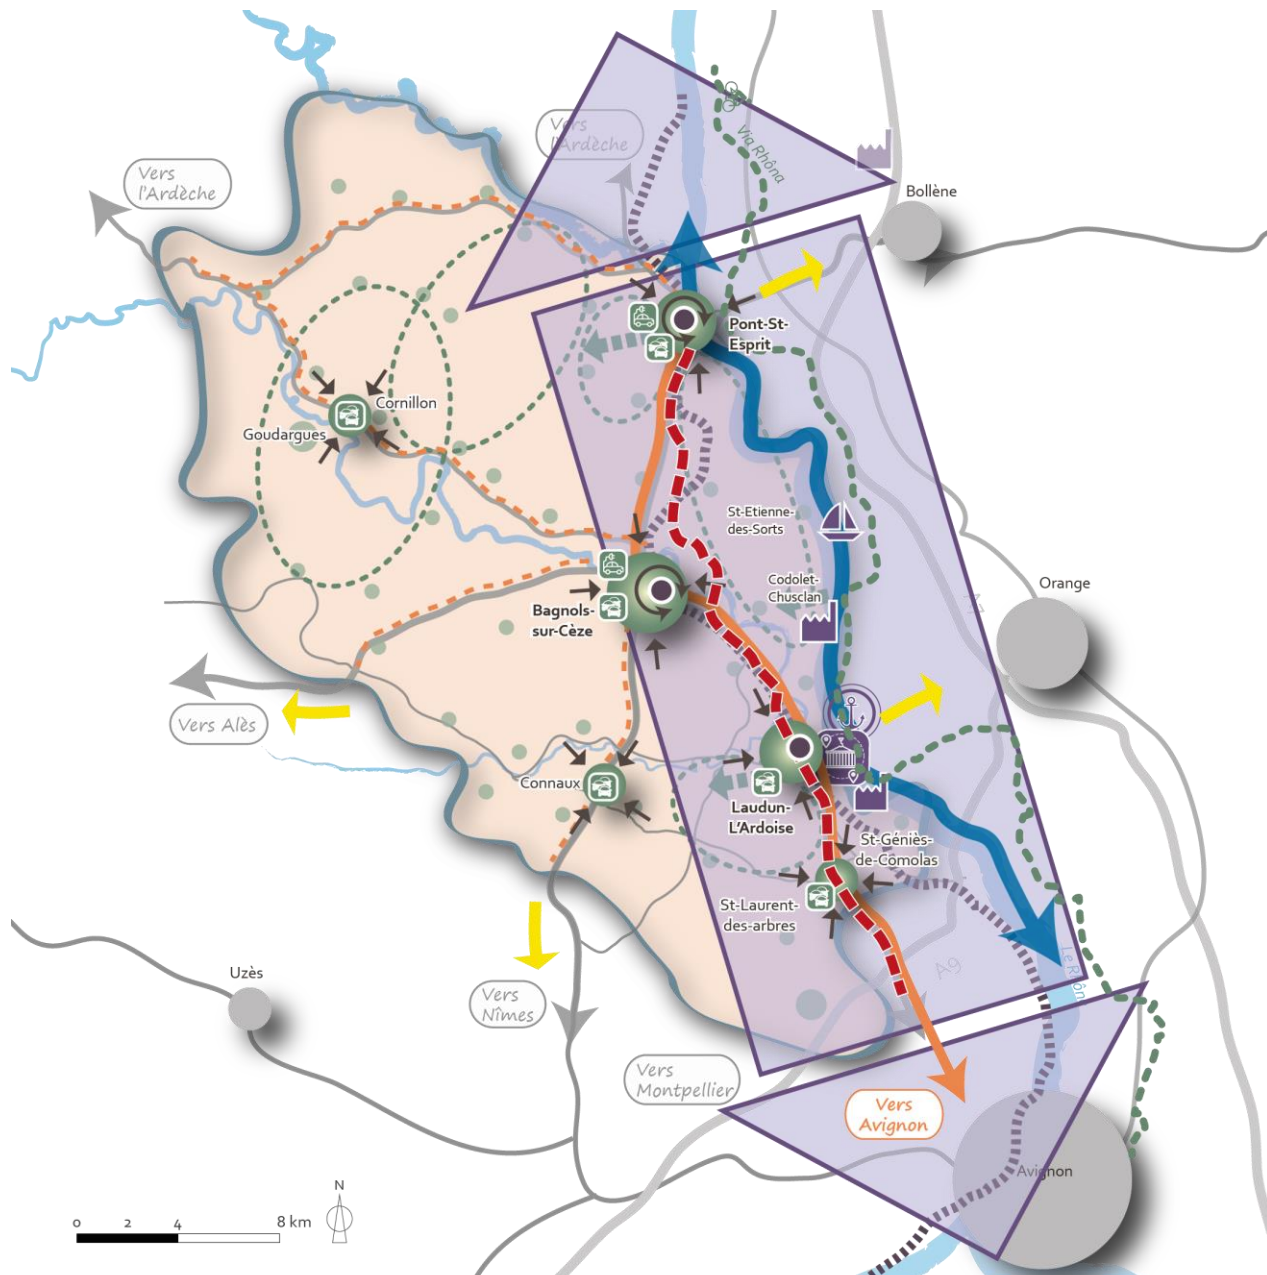 Vers
l'Ardèche
Vers
l'Ardèche
Via Rhôna
Bollène
Pont-St-
Esprit
Cornillon
Goudargues
St-Etienne-
des-Sorts
Codolet-
Chusclan
A7
Orange
Bagnols-
sur-Cèze
Vers Alès
Connaux
Laudun-
L'Ardoise
St-Géniès-
de-Cômolas
St-Laurent-
des-arbres
A9
Le Rhône
Uzès
Vers
Nîmes
Vers
Montpellier
Vers
Avignon
Avignon
N
0 2 4 8 km